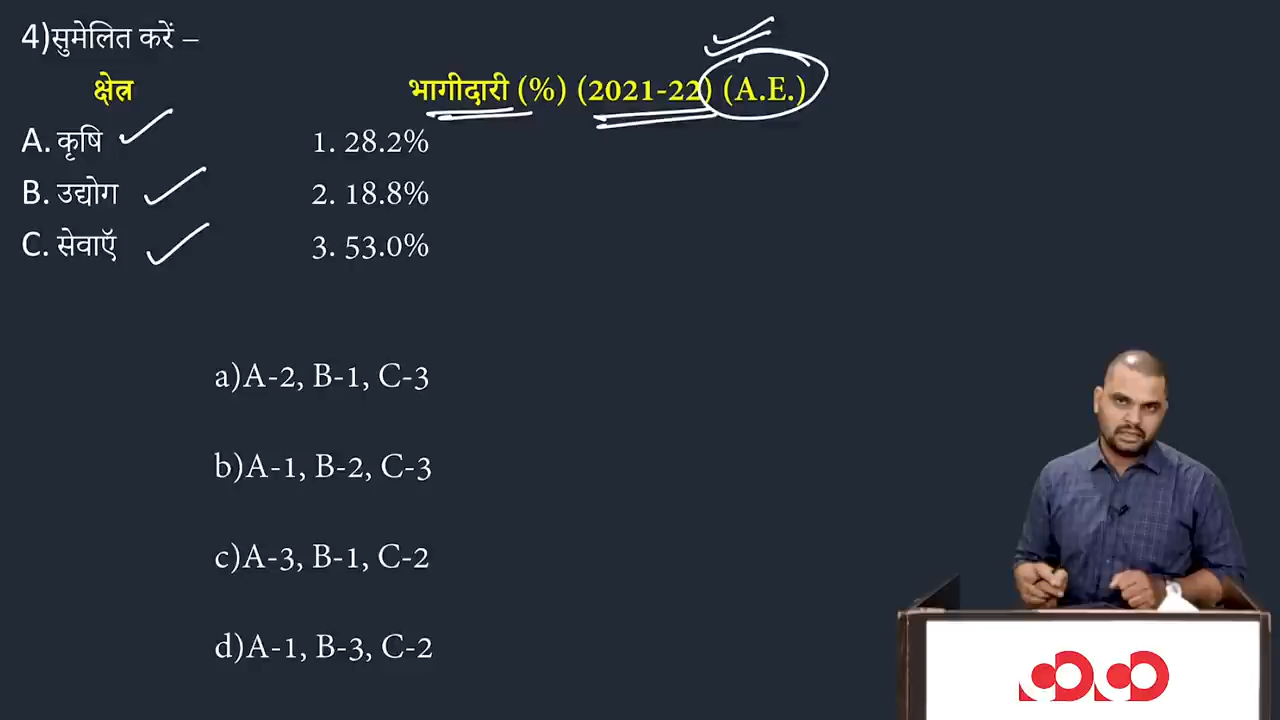 4)सुमेलित करें –
क्षेत्र भागीदारी (%) (2021-22) (A.E.)
A. कृषि 1. 28.2%
B. उद्योग 2. 18.8%
C. सेवाएँ 3. 53.0%
a)A-2, B-1, C-3
b)A-1, B-2, C-3
c)A-3, B-1, C-2
d)A-1, B-3, C-2